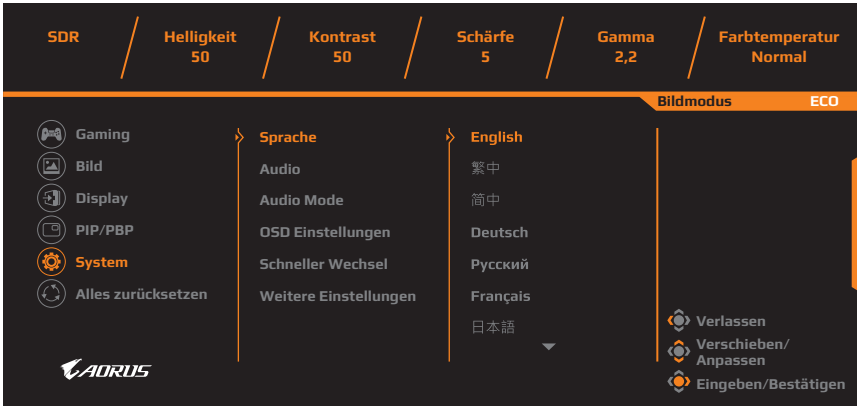 SDR
Helligkeit
50
Kontrast
50
Schärfe
5
Gamma
2,2
Farbtemperatur
Normal
Bildmodus ECO
Gaming
Bild
Display
PIP/PBP
System
Alles zurücksetzen
Sprache
Audio
Audio Mode
OSD Einstellungen
Schneller Wechsel
Weitere Einstellungen
English
繁中
简中
Deutsch
Русский
Français
日本語
Verlassen
Verschieben/
Anpassen
Eingeben/Bestätigen
AORUS